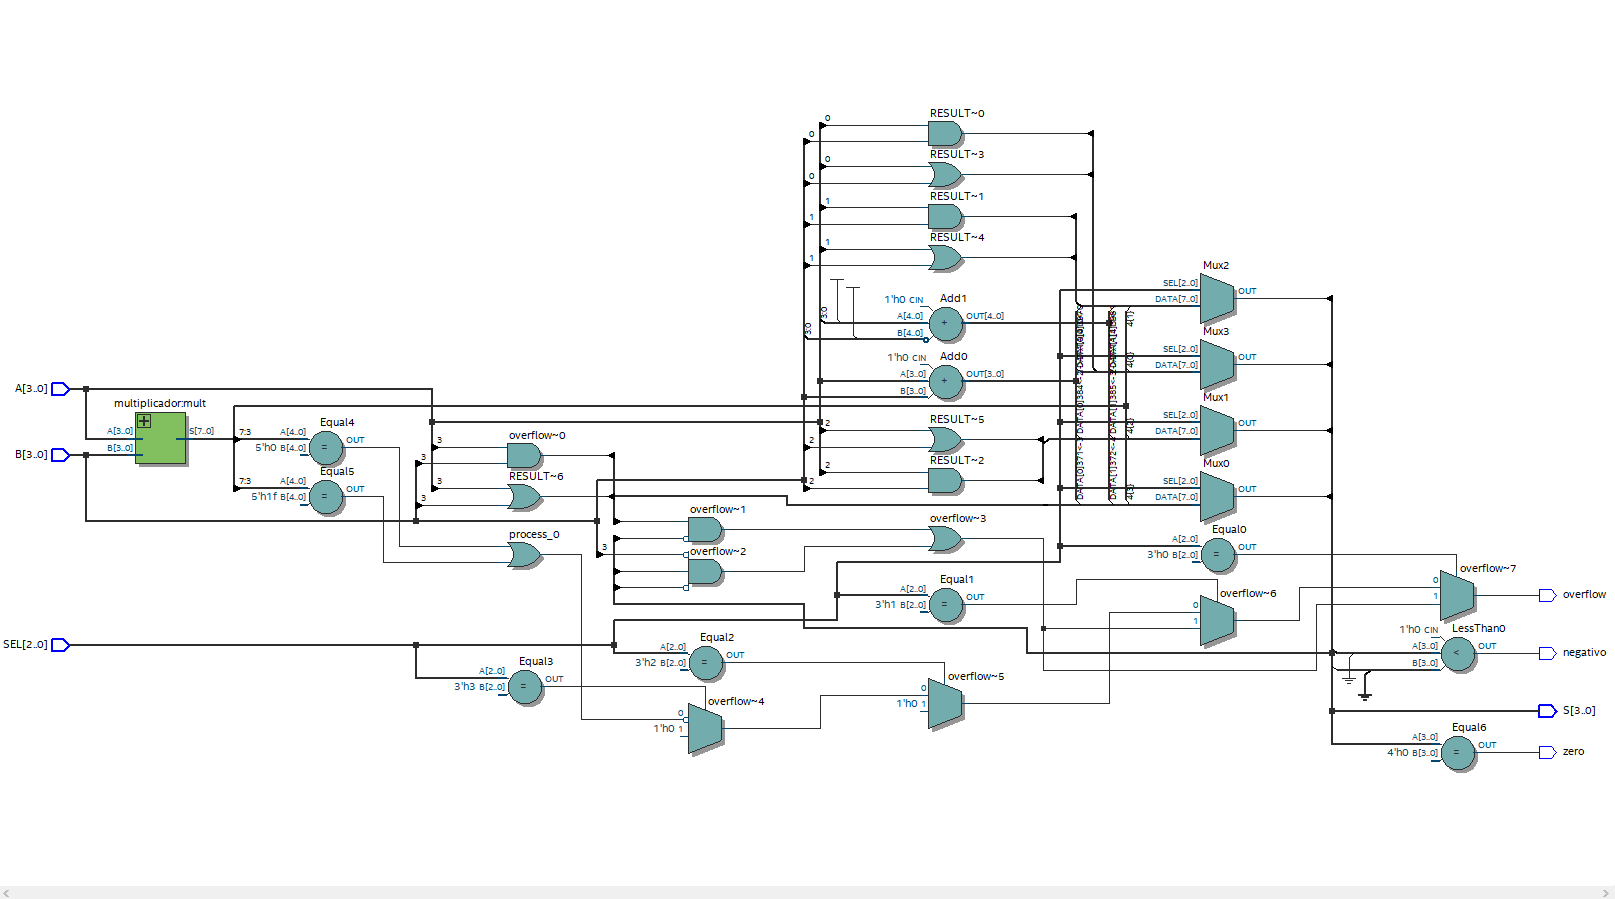 RESULT~0
0
0
RESULT~3
0
0
RESULT~1
1
1
RESULT~4
1
1
Mux2
SEL[2..0]
DATA[7..0]
OUT
1'h0 CIN
Add1
A[4..0]
B[4..0]
+
OUT[4..0]
3:0
3:0
4{1}
Mux3
SEL[2..0]
DATA[7..0]
OUT
4{0}
1'h0 CIN
Add0
A[3..0]
B[3..0]
+
OUT[3..0]
A[3..0]
multiplicador:mult
A[3..0]
B[3..0]
S[7..0]
B[3..0]
7:3
Equal4
A[4..0]
5'h0 B[4..0]
=
OUT
7:3
Equal5
A[4..0]
5'h1f B[4..0]
=
OUT
overflow~0
3
3
RESULT~6
3
3
RESULT~5
2
2
RESULT~2
2
2
Mux1
SEL[2..0]
DATA[7..0]
OUT
4{2}
Mux0
SEL[2..0]
DATA[7..0]
OUT
4{3}
process_0
overflow~1
3
overflow~2
overflow~3
Equal0
A[2..0]
3'h0 B[2..0]
=
OUT
Equal1
A[2..0]
3'h1 B[2..0]
=
OUT
overflow~6
0
1
overflow~7
0
1
overflow
SEL[2..0]
Equal2
A[2..0]
3'h2 B[2..0]
=
OUT
Equal3
A[2..0]
3'h3 B[2..0]
=
OUT
overflow~4
0
1'h0 1
overflow~5
0
1'h0 1
LessThan0
1'h0 CIN
A[3..0]
B[3..0]
<
OUT
negativo
S[3..0]
Equal6
A[3..0]
4'h0 B[3..0]
=
OUT
zero